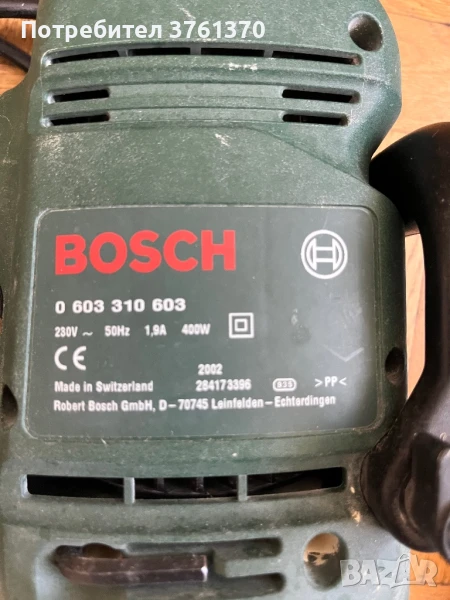 Потребител 3761370
BOSCH
0 603 310 603
230V ~ 50Hz 1,9A 400W
CE
2002
Made in Switzerland 284173396 >PP<
Robert Bosch GmbH, D-70745 Leinfelden-Echterdingen
BAZAR